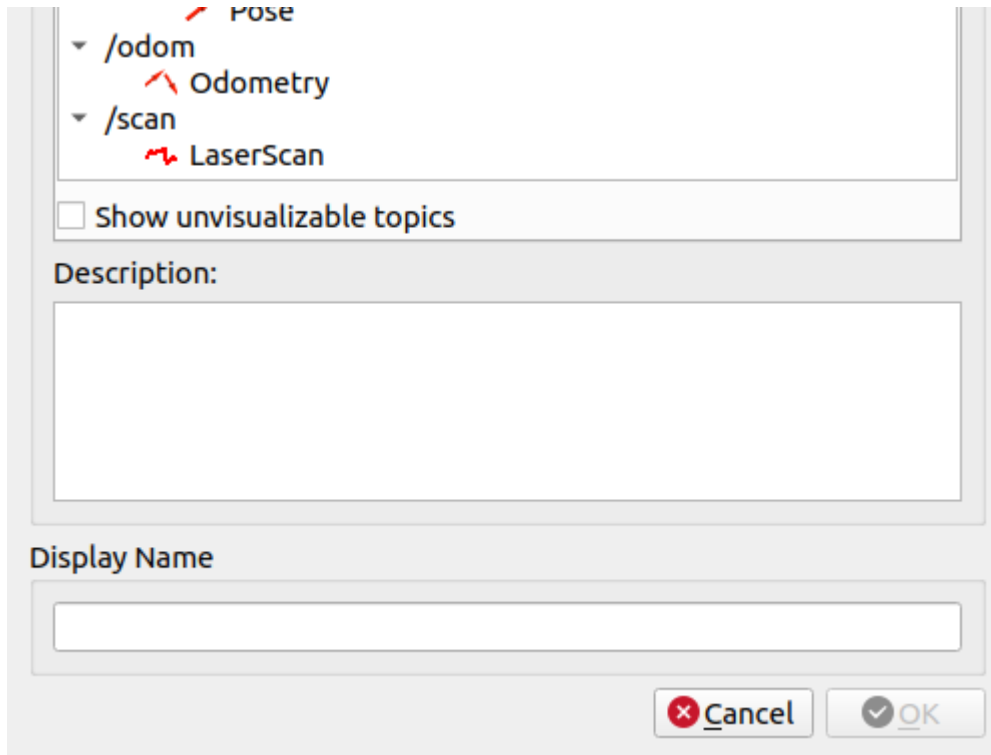 Pose
/odom
Odometry
/scan
LaserScan
Show unvisualizable topics
Description:
Display Name
Cancel OK